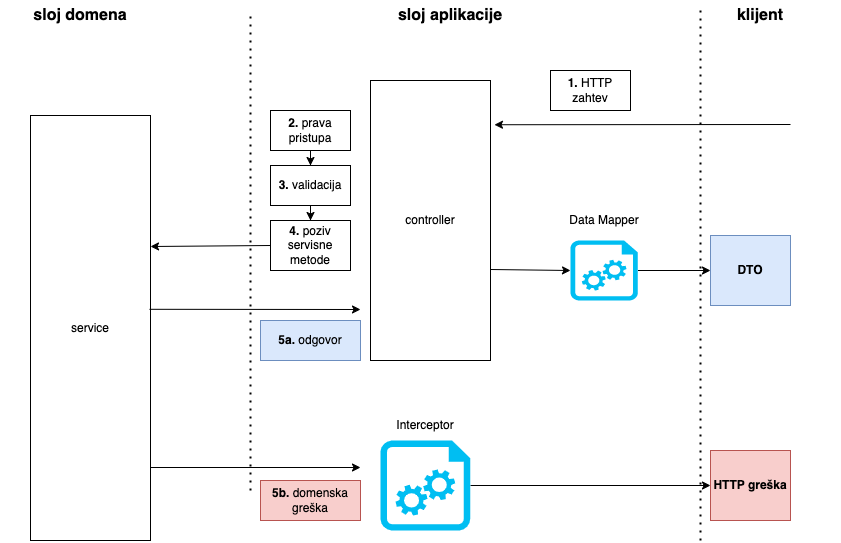 sloj domena
sloj aplikacije
klijent
1. HTTP
zahtev
2. prava
pristupa
3. validacija
4. poziv
servisne
metode
controller
Data Mapper
DTO
service
5a. odgovor
Interceptor
5b. domenska
greška
HTTP greška